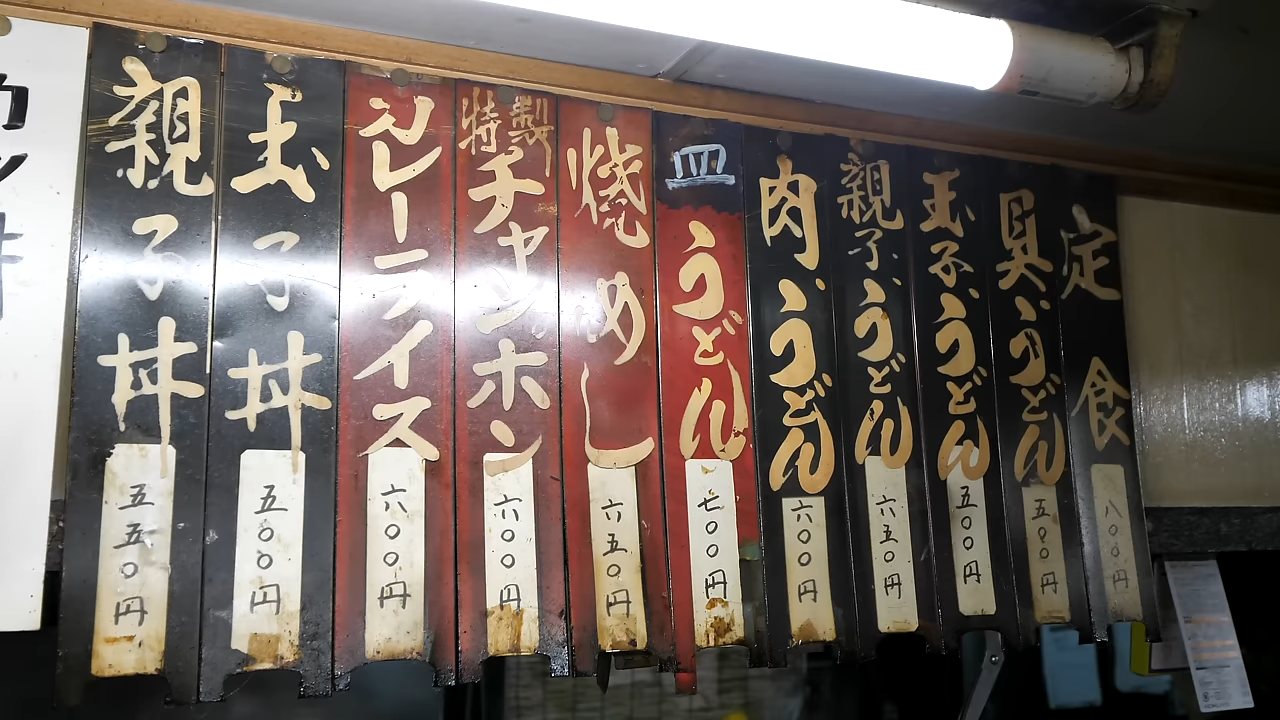 定食
八〇〇円
具うどん
五〇〇円
玉子うどん
五〇〇円
親子うどん
六五〇円
肉うどん
六〇〇円
皿うどん
七〇〇円
焼めし
六五〇円
特製チャンポン
六〇〇円
カレーライス
六〇〇円
玉子丼
五〇〇円
親子丼
五五〇円